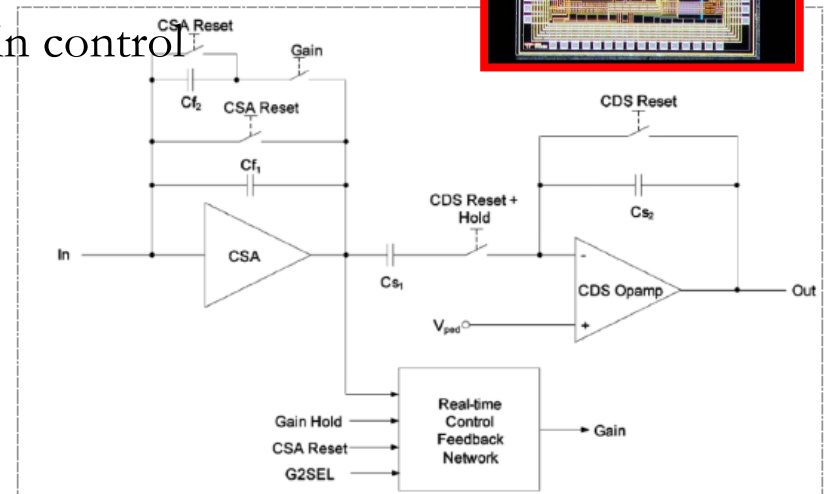 in control
CSA Reset
Gain
Cf₂
CSA Reset
Cf₁
CDS Reset
Cs₂
CDS Reset +
Hold
In
CSA
Cs₁
-
CDS Opamp
+
Out
Vped
Real-time
Control
Feedback
Network
Gain Hold
CSA Reset
G2SEL
Gain